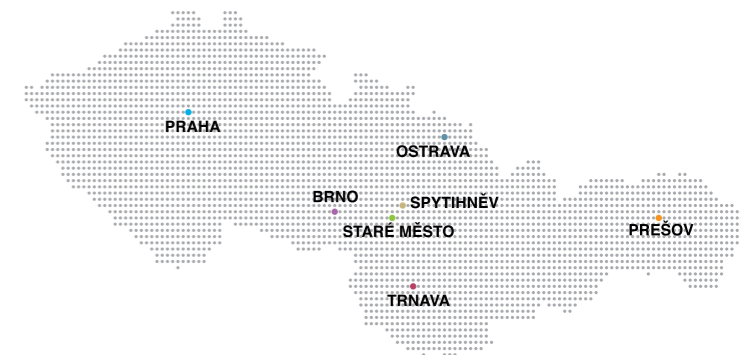 PRAHA
OSTRAVA
BRNO
SPYTIHNĚV
STARÉ MĚSTO
PREŠOV
TRNAVA